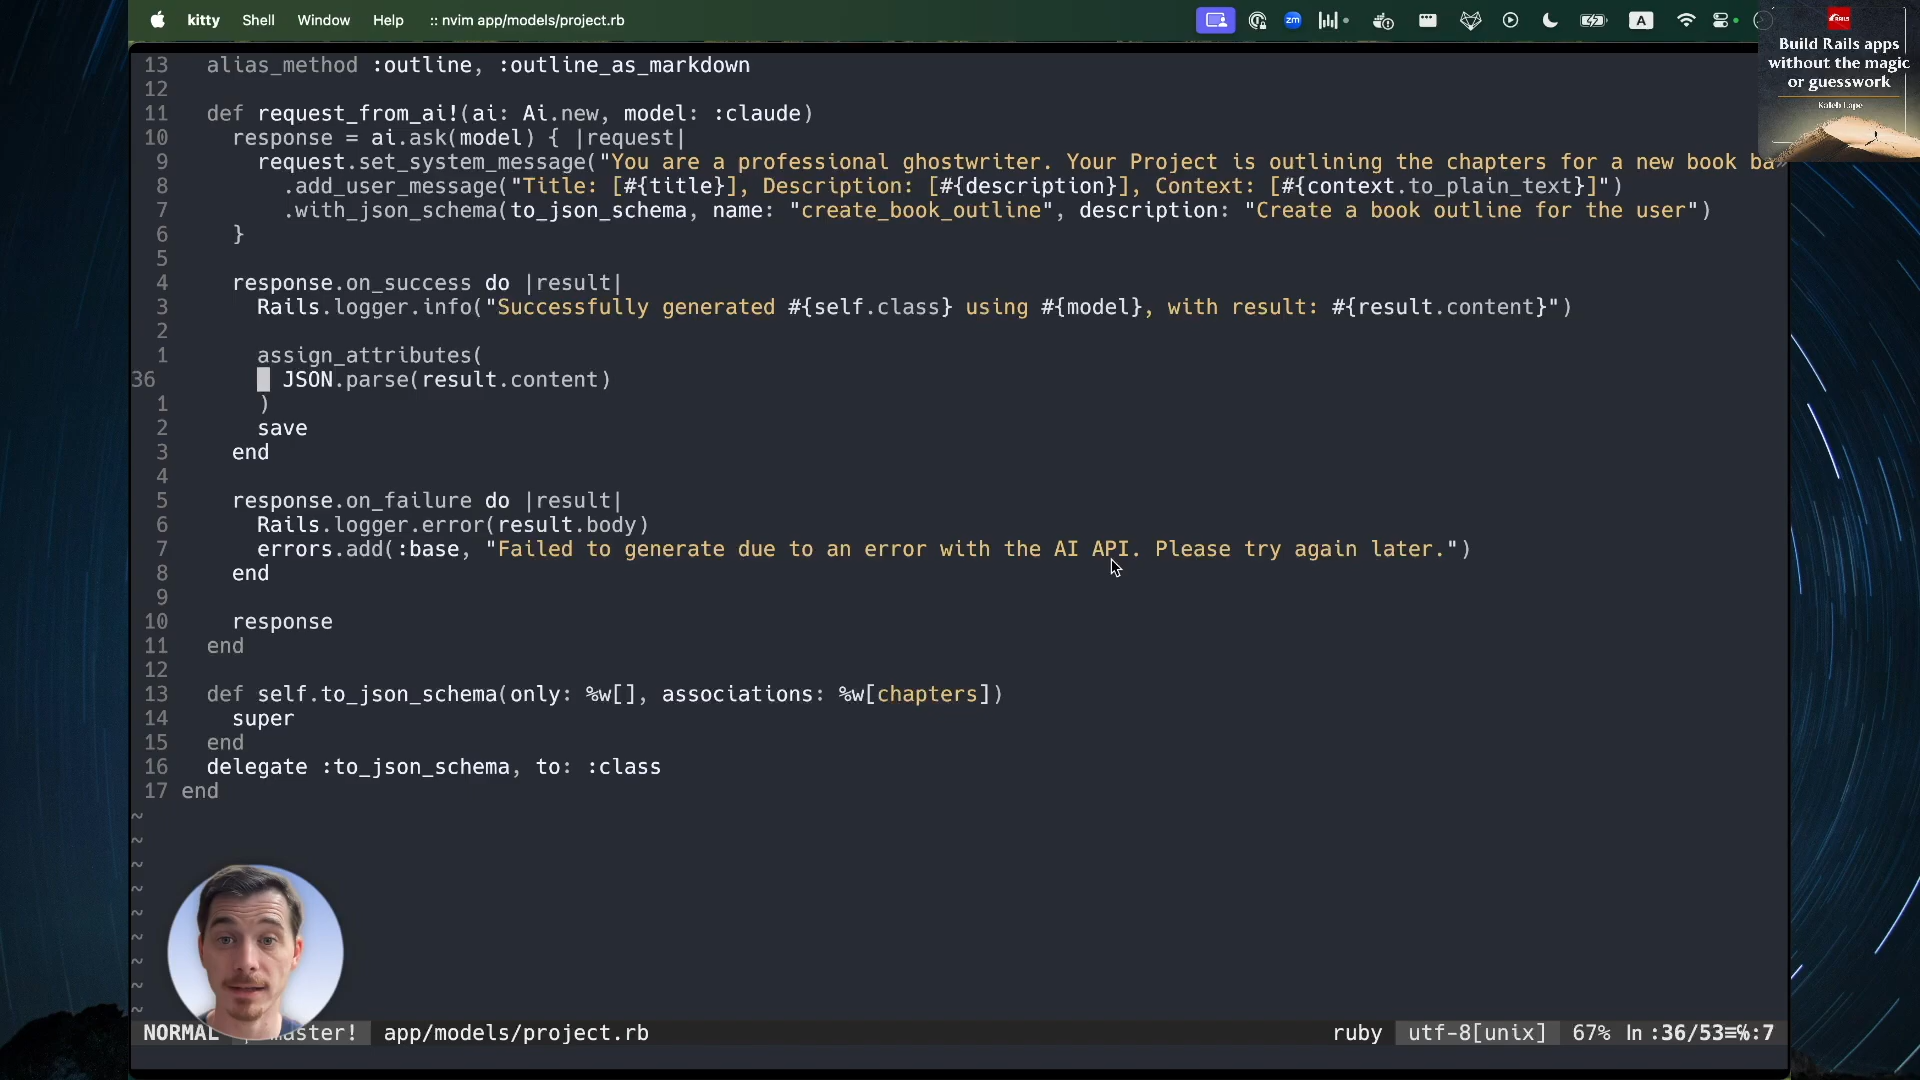 kitty Shell Window Help :: nvim app/models/project.rb
zm
A
RAILS
Build Rails apps
without the magic
or guesswork
Kaleb Lape
13 alias_method :outline, :outline_as_markdown
12
11 def request_from_ai!(ai: Ai.new, model: :claude)
10 response = ai.ask(model) { |request|
9 request.set_system_message("You are a professional ghostwriter. Your Project is outlining the chapters for a new book ba
8 .add_user_message("Title: [#{title}], Description: [#{description}], Context: [#{context.to_plain_text}]")
7 .with_json_schema(to_json_schema, name: "create_book_outline", description: "Create a book outline for the user")
6 }
5
4 response.on_success do |result|
3 Rails.logger.info("Successfully generated #{self.class} using #{model}, with result: #{result.content}")
2
1 assign_attributes(
36 JSON.parse(result.content)
1 )
2 save
3 end
4
5 response.on_failure do |result|
6 Rails.logger.error(result.body)
7 errors.add(:base, "Failed to generate due to an error with the AI API. Please try again later.")
8 end
9
10 response
11 end
12
13 def self.to_json_schema(only: %w[], associations: %w[chapters])
14 super
15 end
16 delegate :to_json_schema, to: :class
17 end
~
~
~
~
~
~
~
~
~
NORMAL master! app/models/project.rb ruby utf-8[unix] 67% ln :36/53≡℅:7